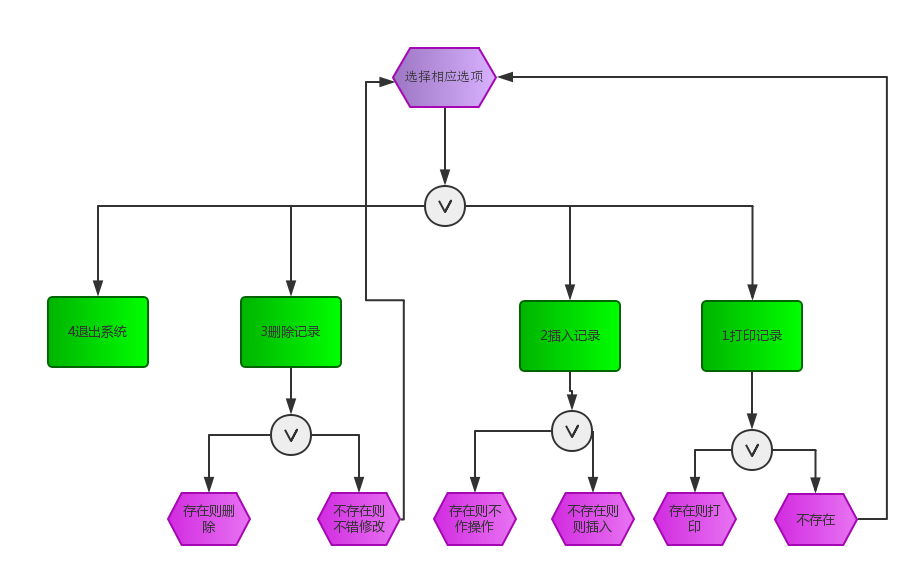 选择相应选项
V
4退出系统
3删除记录
2插入记录
1打印记录
V
V
V
存在则删
除
不存在则
不错修改
存在则不
作操作
不存在则
则插入
存在则打
印
不存在